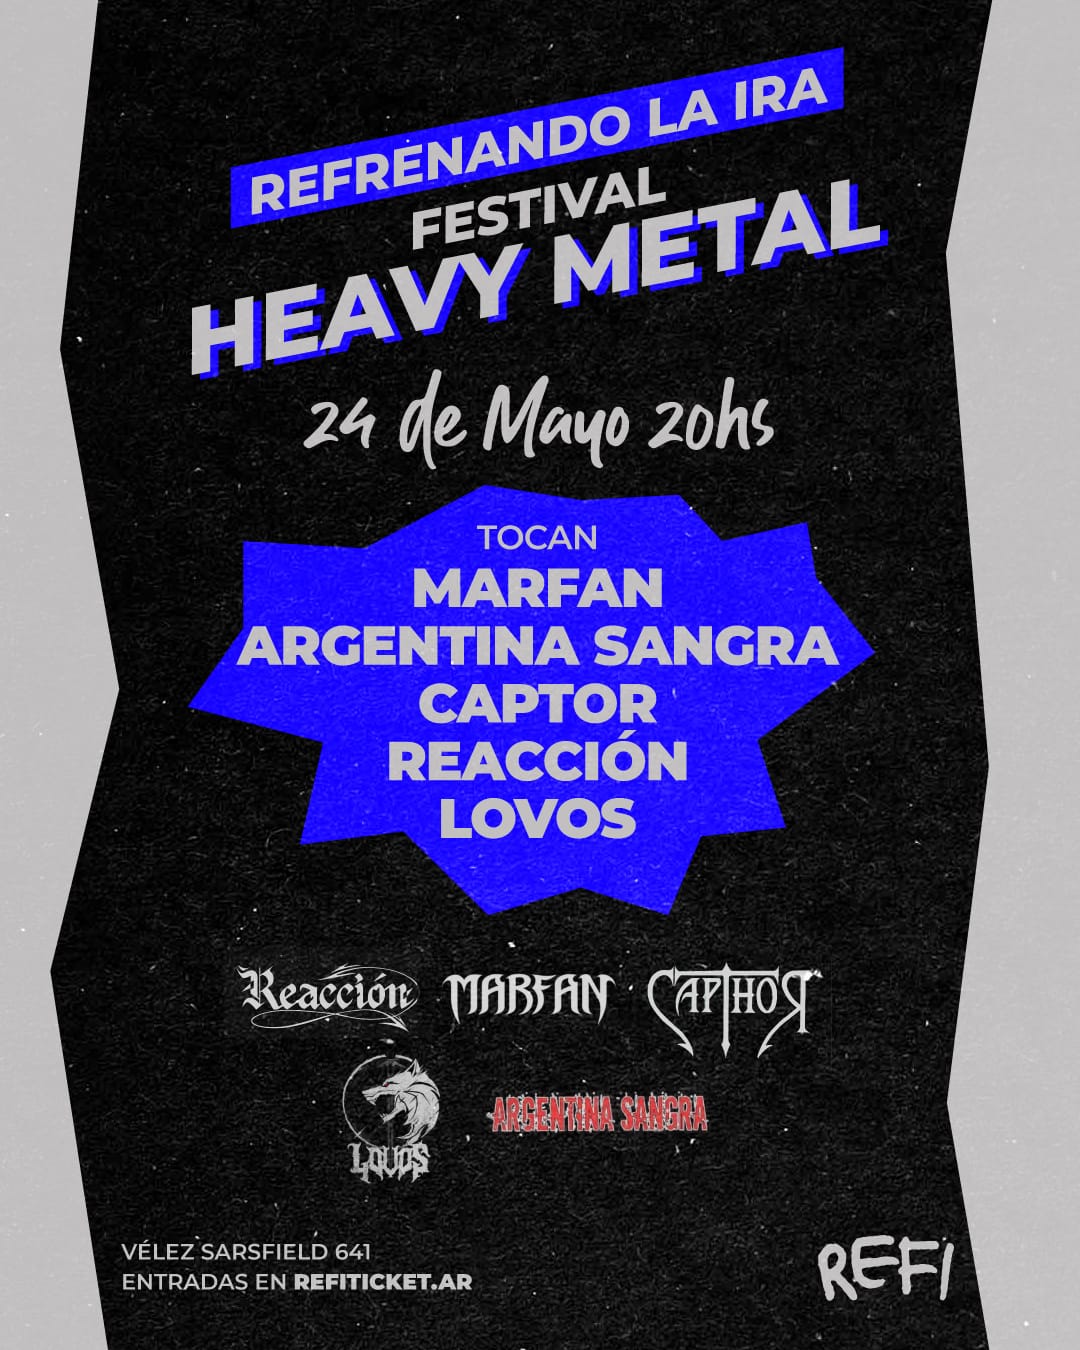 REFRENANDO LA IRA
FESTIVAL
HEAVY METAL
24 de Mayo 20hs
TOCAN
MARFAN
ARGENTINA SANGRA
CAPTOR
REACCIÓN
LOVOS
Reacción
MARFAN
CAPTHOR
LOVOS
ARGENTINA SANGRA
VÉLEZ SARSFIELD 641
ENTRADAS EN REFITICKET.AR
REFI